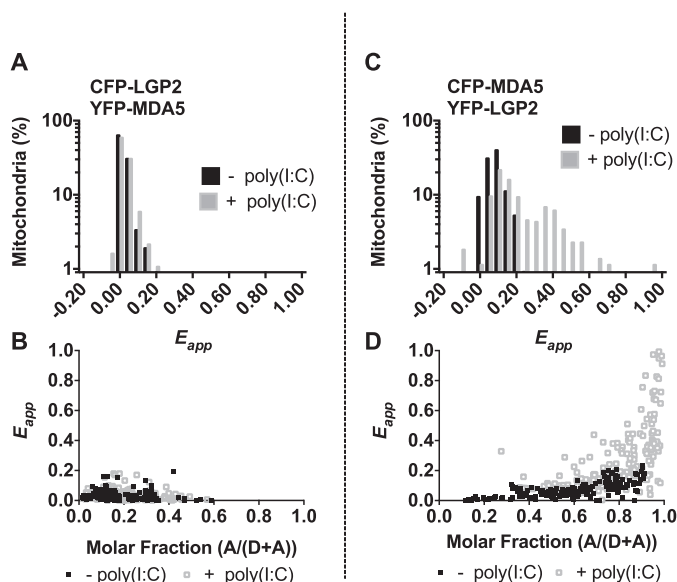 A
CFP-LGP2
YFP-MDA5
Mitochondria (%)
100
10
1
- poly(I:C)
+ poly(I:C)
-0.20
0.00
0.20
0.40
0.60
0.80
1.00
Eapp
B
Eapp
1.0
0.8
0.6
0.4
0.2
0.0
0.0 0.2 0.4 0.6 0.8 1.0
Molar Fraction (A/(D+A))
- poly(I:C) + poly(I:C)
C
CFP-MDA5
YFP-LGP2
Mitochondria (%)
100
10
1
- poly(I:C)
+ poly(I:C)
-0.20
0.00
0.20
0.40
0.60
0.80
1.00
Eapp
D
Eapp
1.0
0.8
0.6
0.4
0.2
0.0
0.0 0.2 0.4 0.6 0.8 1.0
Molar Fraction (A/(D+A))
- poly(I:C) + poly(I:C)